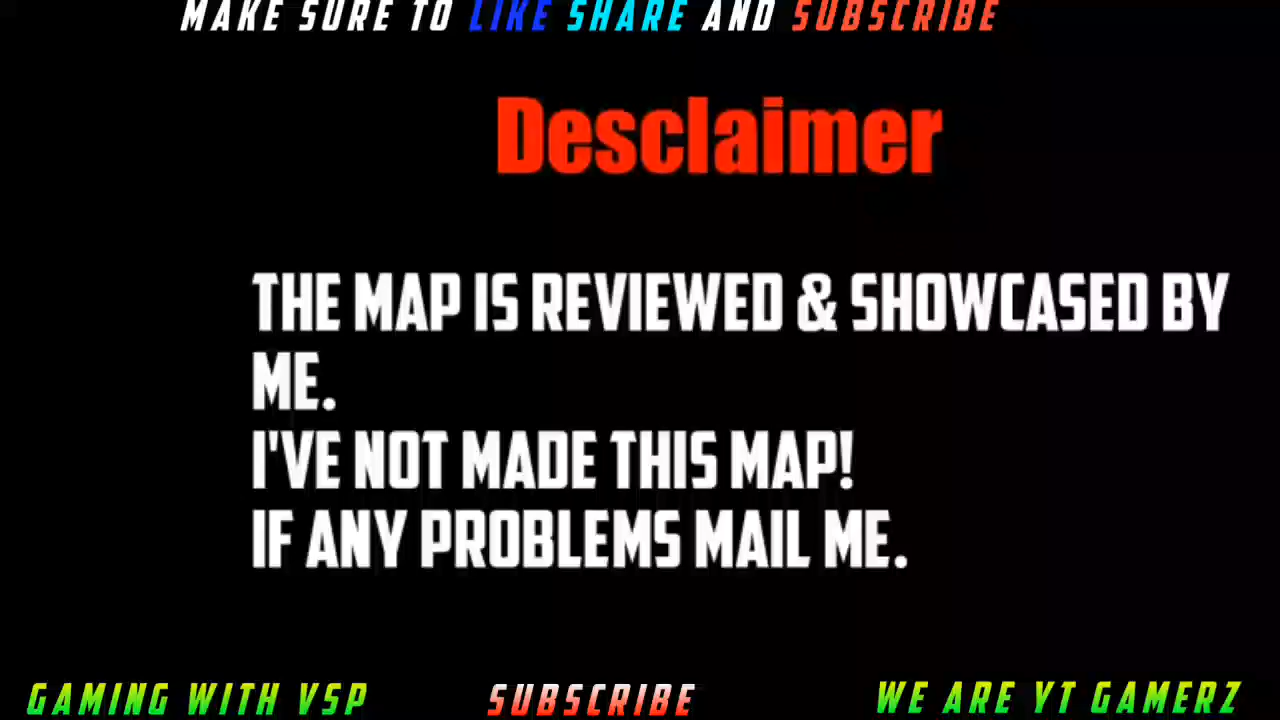 MAKE SURE TO LIKE SHARE AND SUBSCRIBE
Desclaimer
THE MAP IS REVIEWED & SHOWCASED BY
ME.
I'VE NOT MADE THIS MAP!
IF ANY PROBLEMS MAIL ME.
GAMING WITH VSP SUBSCRIBE WE ARE YT GAMERZ